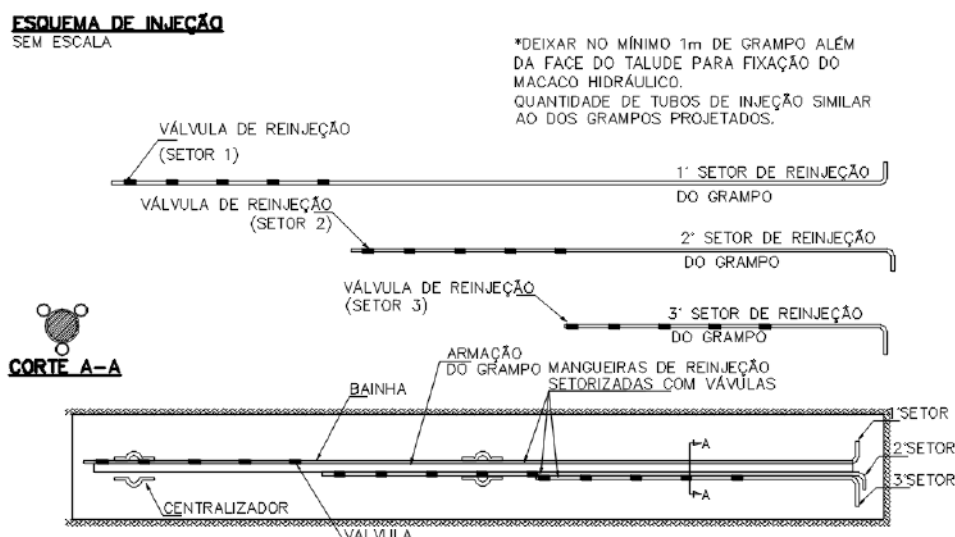 ESQUEMA DE INJEÇÃO
SEM ESCALA
*DEIXAR NO MÍNIMO 1m DE GRAMPO ALÉM
DA FACE DO TALUDE PARA FIXAÇÃO DO
MACACO HIDRÁULICO.
QUANTIDADE DE TUBOS DE INJEÇÃO SIMILAR
AO DOS GRAMPOS PROJETADOS.
VÁLVULA DE REINJEÇÃO
(SETOR 1)
1° SETOR DE REINJEÇÃO
DO GRAMPO
VÁLVULA DE REINJEÇÃO
(SETOR 2)
2° SETOR DE REINJEÇÃO
DO GRAMPO
VÁLVULA DE REINJEÇÃO
(SETOR 3)
3° SETOR DE REINJEÇÃO
DO GRAMPO
CORTE A-A
ARMAÇÃO
DO GRAMPO
MANGUEIRAS DE REINJEÇÃO
SETORIZADAS COM VÁVULAS
BAINHA
1°SETOR
A
2°SETOR
3°SETOR
A
CENTRALIZADOR
VÁLVULA